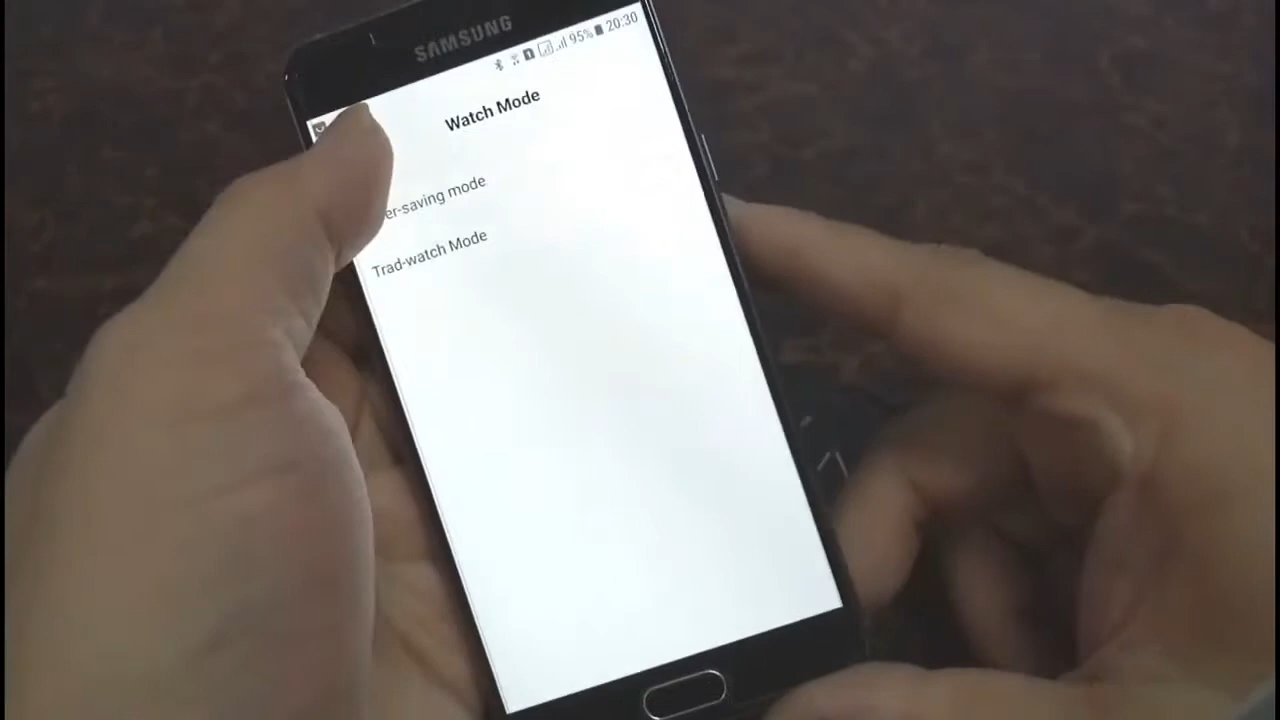 SAMSUNG
95% 20:30
Watch Mode
er-saving mode
Trad-watch Mode